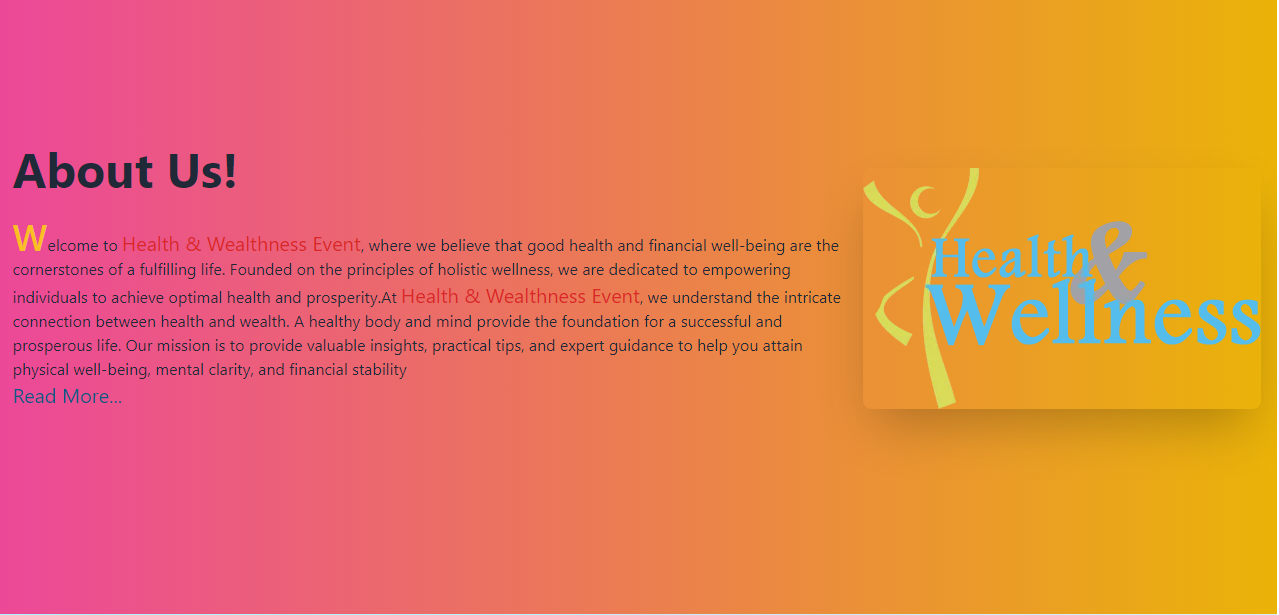 About Us!
Welcome to Health & Wealthness Event, where we believe that good health and financial well-being are the
cornerstones of a fulfilling life. Founded on the principles of holistic wellness, we are dedicated to empowering
individuals to achieve optimal health and prosperity.At Health & Wealthness Event, we understand the intricate
connection between health and wealth. A healthy body and mind provide the foundation for a successful and
prosperous life. Our mission is to provide valuable insights, practical tips, and expert guidance to help you attain
physical well-being, mental clarity, and financial stability
Read More...
Health &
Wellness